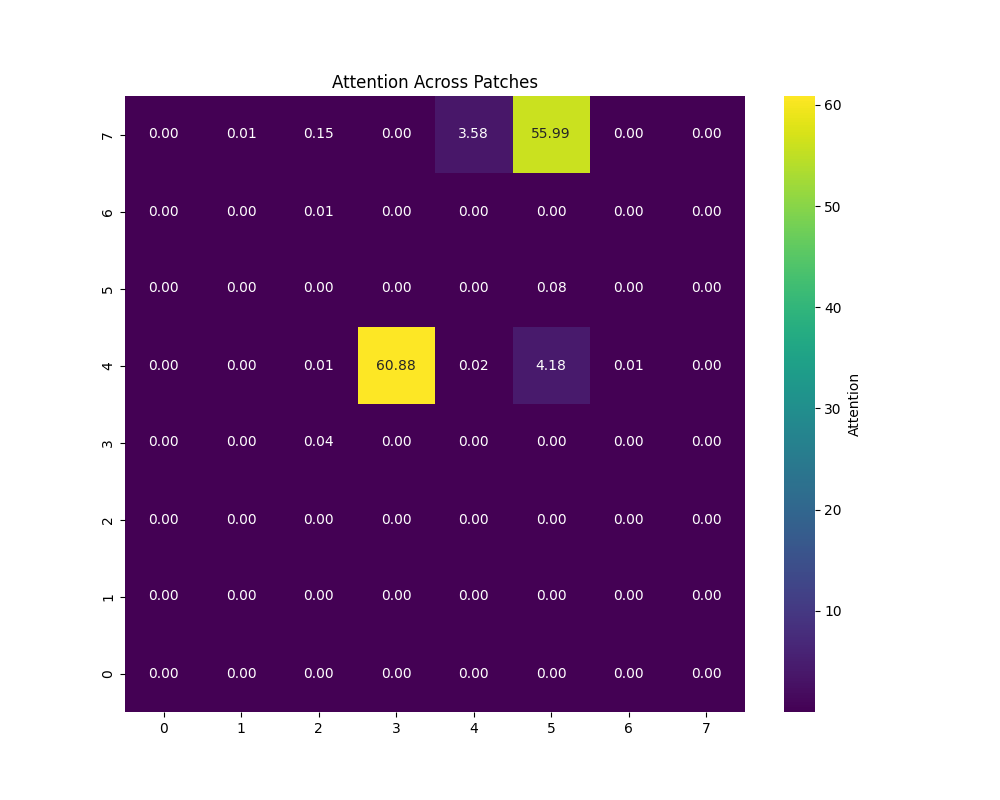 Attention Across Patches
7 0.00 0.01 0.15 0.00 3.58 55.99 0.00 0.00
6 0.00 0.00 0.01 0.00 0.00 0.00 0.00 0.00
5 0.00 0.00 0.00 0.00 0.00 0.08 0.00 0.00
4 0.00 0.00 0.01 60.88 0.02 4.18 0.01 0.00
3 0.00 0.00 0.04 0.00 0.00 0.00 0.00 0.00
2 0.00 0.00 0.00 0.00 0.00 0.00 0.00 0.00
1 0.00 0.00 0.00 0.00 0.00 0.00 0.00 0.00
0 0.00 0.00 0.00 0.00 0.00 0.00 0.00 0.00
0 1 2 3 4 5 6 7
60
50
40
30
20
10
Attention